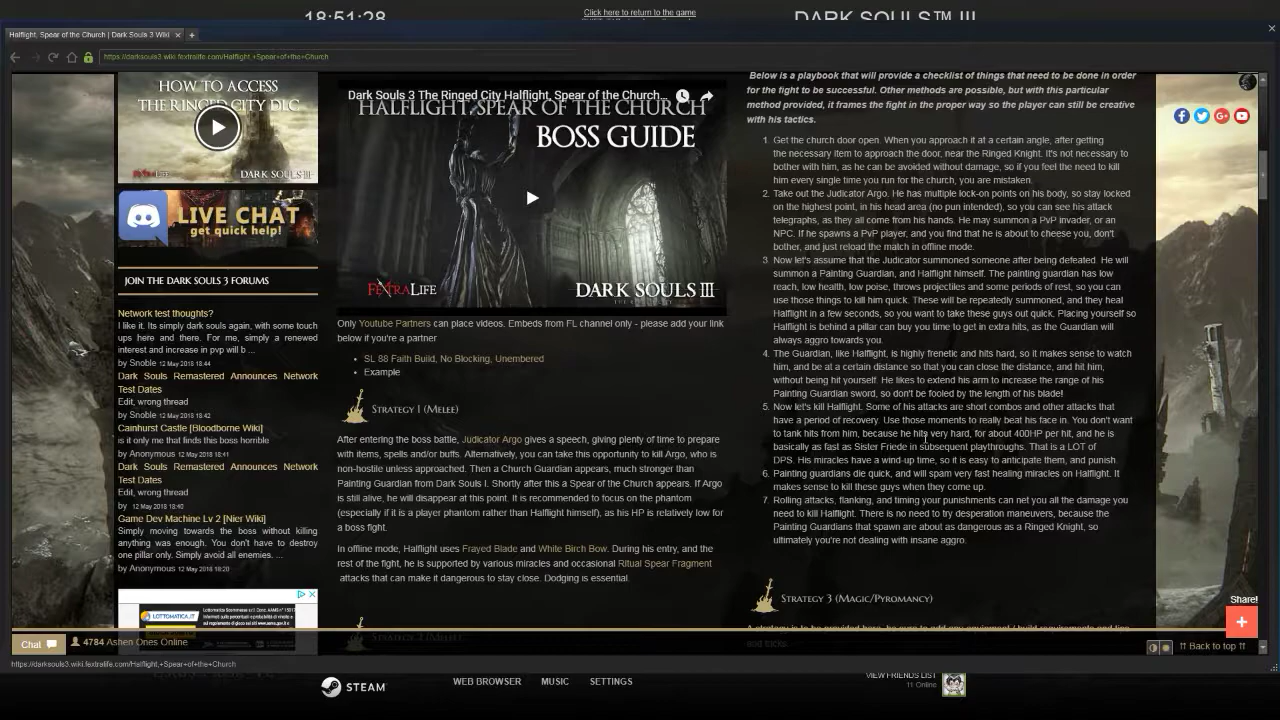 18:51:28
Click here to return to the game
DARK SOULS™ III
Halflight, Spear of the Church | Dark Souls 3 Wiki
https://darksouls3.wiki.fextralife.com/Halflight,+Spear+of+the+Church
HOW TO ACCESS
THE RINGED CITY DLC
DARK SOULS III
LIVE CHAT
get quick help!
JOIN THE DARK SOULS 3 FORUMS
Network test thoughts?
I like it. Its simply dark souls again, with some touch
ups here and there. For me, simply a renewed
interest and increase in pvp will b ...
by Snoble 12 May 2018 18:44
Dark Souls Remastered Announces Network
Test Dates
Edit, wrong thread
by Snoble 12 May 2018 18:42
Cainhurst Castle [Bloodborne Wiki]
is it only me that finds this boss horrible
by Anonymous 12 May 2018 18:41
Dark Souls Remastered Announces Network
Test Dates
Edit, wrong thread
by 12 May 2018 18:40
Game Dev Machine Lv 2 [Nier Wiki]
Simply moving towards the boss without killing
anything worked for me. You don't have to destroy
one pillar only. Simply avoid all enemies. ...
by Anonymous 12 May 2018 18:20
LOTTOMATICA.IT
Dark Souls 3 The Ringed City Halflight, Spear of the Church...
HALFLIGHT, SPEAR OF THE CHURCH
BOSS GUIDE
FEXTRALIFE
DARK SOULS III
Only Youtube Partners can place videos. Embeds from FL channel only - please add your link
below if you're a partner
SL 88 Faith Build, No Blocking, Unembered
Example
Strategy 1 (Melee)
After entering the boss battle, Judicator Argo gives a speech, giving plenty of time to prepare
with items, spells and/or buffs. Alternatively, you can take this opportunity to kill Argo, who is
non-hostile unless approached. Then a Church Guardian appears, much stronger than
Painting Guardian from Dark Souls I. Shortly after this a Spear of the Church appears. If Argo
is still alive, he will disappear at this point. It is recommended to focus on the phantom
(especially if it is a player phantom rather than Halflight himself), as his HP is relatively low for
a boss fight.
In offline mode, Halflight uses Frayed Blade and White Birch Bow. During his entry, and the
rest of the fight, he is supported by various miracles and occasional Ritual Spear Fragment
attacks that can make it dangerous to stay close. Dodging is essential.
Strategy 2 (Melee)
Below is a playbook that will provide a checklist of things that need to be done in order
for the fight to be successful. Other methods are possible, but with this particular
method provided, it frames the fight in the proper way so the player can still be creative
with his tactics.
1. Get the church door open. When you approach it at a certain angle, after getting
the necessary item to approach the door, near the Ringed Knight. It's not necessary to
bother with him, as he can be avoided without damage, so if you feel the need to kill
him every single time you run for the church, you are mistaken.
2. Take out the Judicator Argo. He has multiple lock-on points on his body, so stay locked
on the highest point, in his head area (no pun intended), so you can see his attack
telegraphs, as they all come from his hands. He may summon a PvP invader, or an
NPC. If he spawns a PvP player, and you find that he is about to cheese you, don't
bother, and just reload the match in offline mode.
3. Now let's assume that the Judicator summoned someone after being defeated. He will
summon a Painting Guardian, and Halflight himself. The painting guardian has low
reach, low health, low poise, throws projectiles and some periods of rest, so you can
use those things to kill him quick. These will be repeatedly summoned, and they heal
Halflight in a few seconds, so you want to take these guys out quick. Placing yourself so
Halflight is behind a pillar can buy you time to get in extra hits, as the Guardian will
always aggro towards you.
4. The Guardian, like Halflight, is highly frenetic and hits hard, so it makes sense to watch
him, and be at a certain distance so that you can close the distance, and hit him,
without being hit yourself. He likes to extend his arm to increase the range of his
Painting Guardian sword, so don't be fooled by the length of his blade!
5. Now let's kill Halflight. Some of his attacks are short combos and other attacks that
have a period of recovery. Use those moments to really beat his face in. You don't want
to tank hits from him, because he hits very hard, for about 400HP per hit, and he is
basically as fast as Sister Friede in subsequent playthroughs. That is a LOT of
DPS. His miracles have a wind-up time, so it is easy to anticipate them, and punish.
6. Painting guardians die quick, and will spam very fast healing miracles on Halflight. It
makes sense to kill these guys when they come up.
7. Rolling attacks, flanking, and timing your punishments can net you all the damage you
need to kill Halflight. There is no need to try desperation maneuvers, because the
Painting Guardians that spawn are about as dangerous as a Ringed Knight, so
ultimately you're not dealing with insane aggro.
Strategy 3 (Magic/Pyromancy)
Share!
Chat
4784 Ashen Ones Online
Back to top
https://darksouls3.wiki.fextralife.com/Halflight,+Spear+of+the+Church
STEAM
WEB BROWSER
MUSIC
SETTINGS
VIEW FRIENDS LIST
11 Online